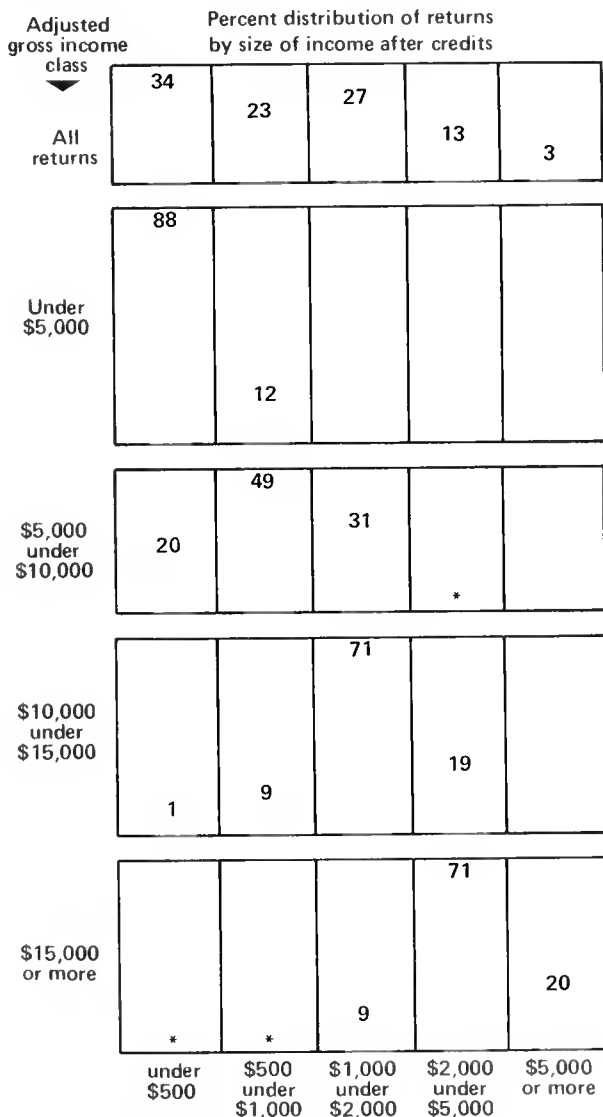 Adjusted
gross income
class
Percent distribution of returns
by size of income after credits
All
returns
34
23
27
13
3
Under
$5,000
88
12
$5,000
under
$10,000
20
49
31
*
$10,000
under
$15,000
1
9
71
19
$15,000
or more
*
*
9
71
20
under
$500
$500
under
$1,000
$1,000
under
$2,000
$2,000
under
$5,000
$5,000
or more